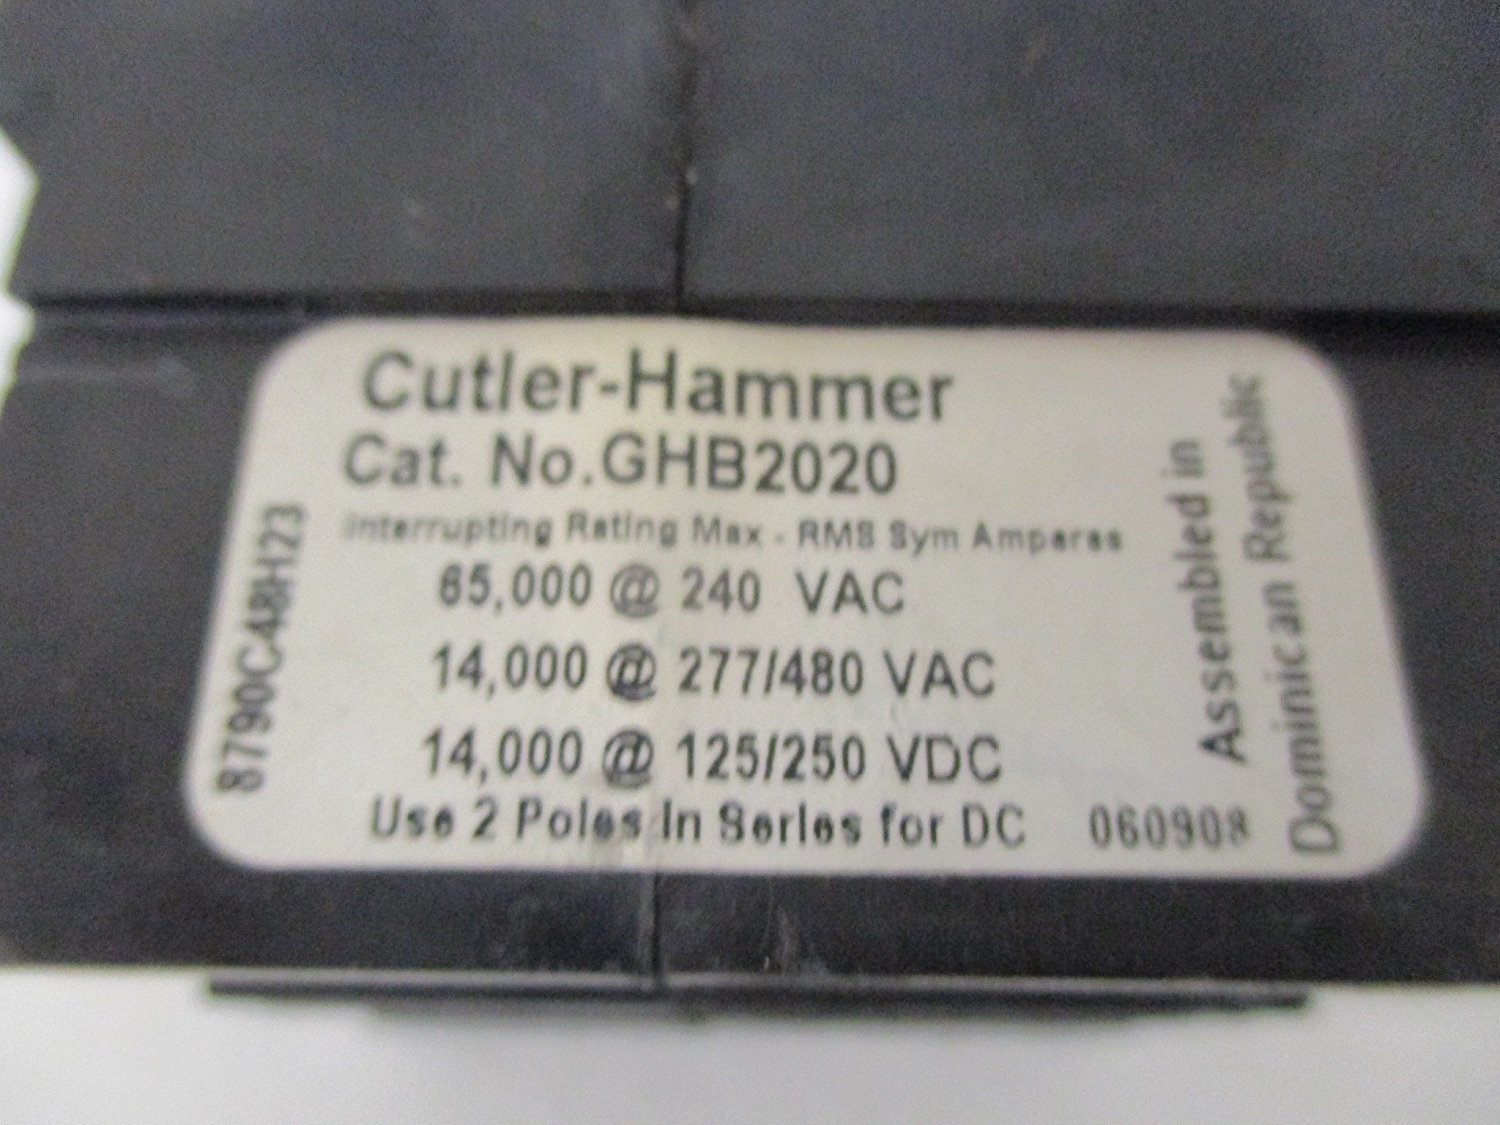 Cutler-Hammer
Cat. No.GHB2020
Interrupting Rating Max - RMS Sym Amperes
65,000 @ 240 VAC
14,000 @ 277/480 VAC
14,000 @ 125/250 VDC
Use 2 Poles In Series for DC 060908
8790C48H23
Assembled in
Dominican Republic